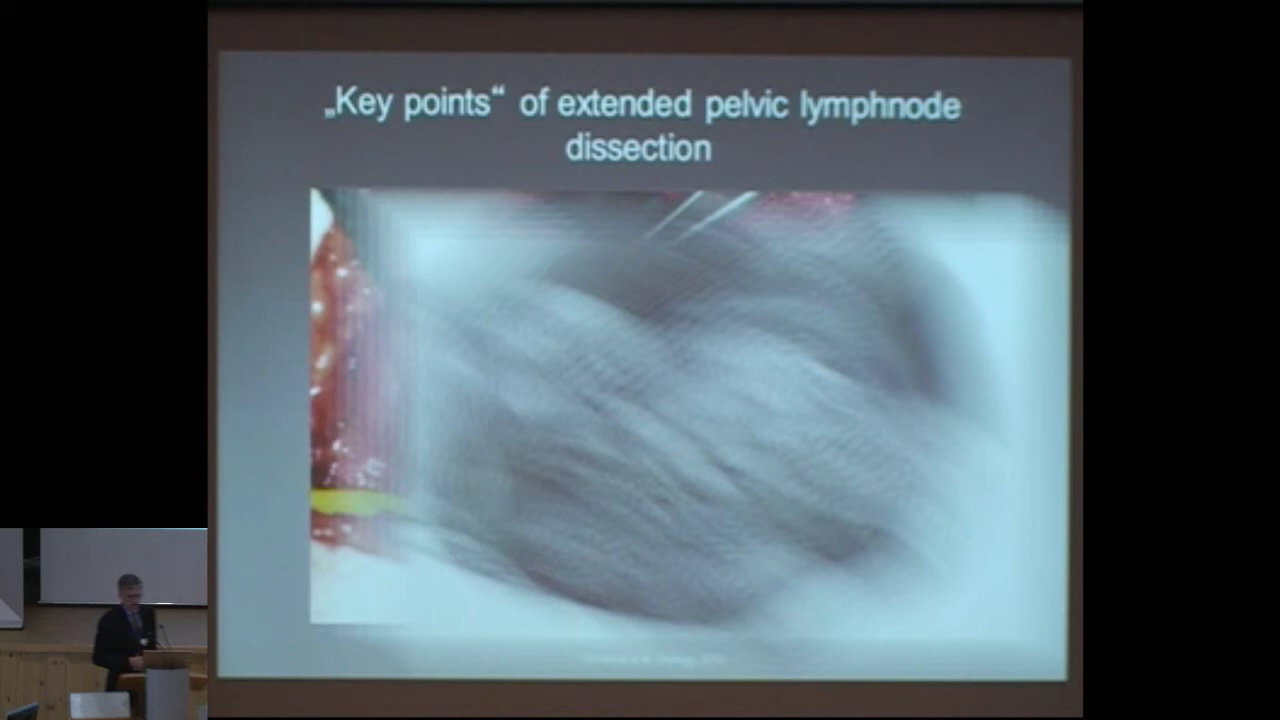 „Key points“ of extended pelvic lymphnode
dissection